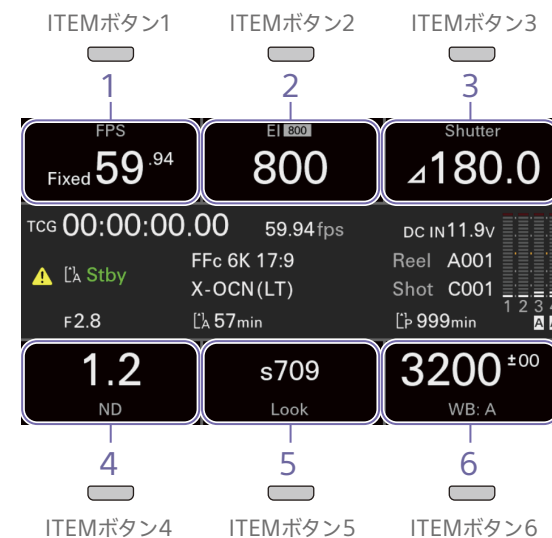 ITEMボタン1 ITEMボタン2 ITEMボタン3
1 2 3
FPS EI 800 Shutter
Fixed 59 .94 800 ⊿180.0
TCG 00:00:00.00 59.94 fps DC IN 11.9V
Stby FFc 6K 17:9 Reel A001
X-OCN(LT) Shot C001
1 2 3 4
F2.8 A 57min P 999min A
1.2 s709 3200 ±00
ND Look WB: A
4 5 6
ITEMボタン4 ITEMボタン5 ITEMボタン6